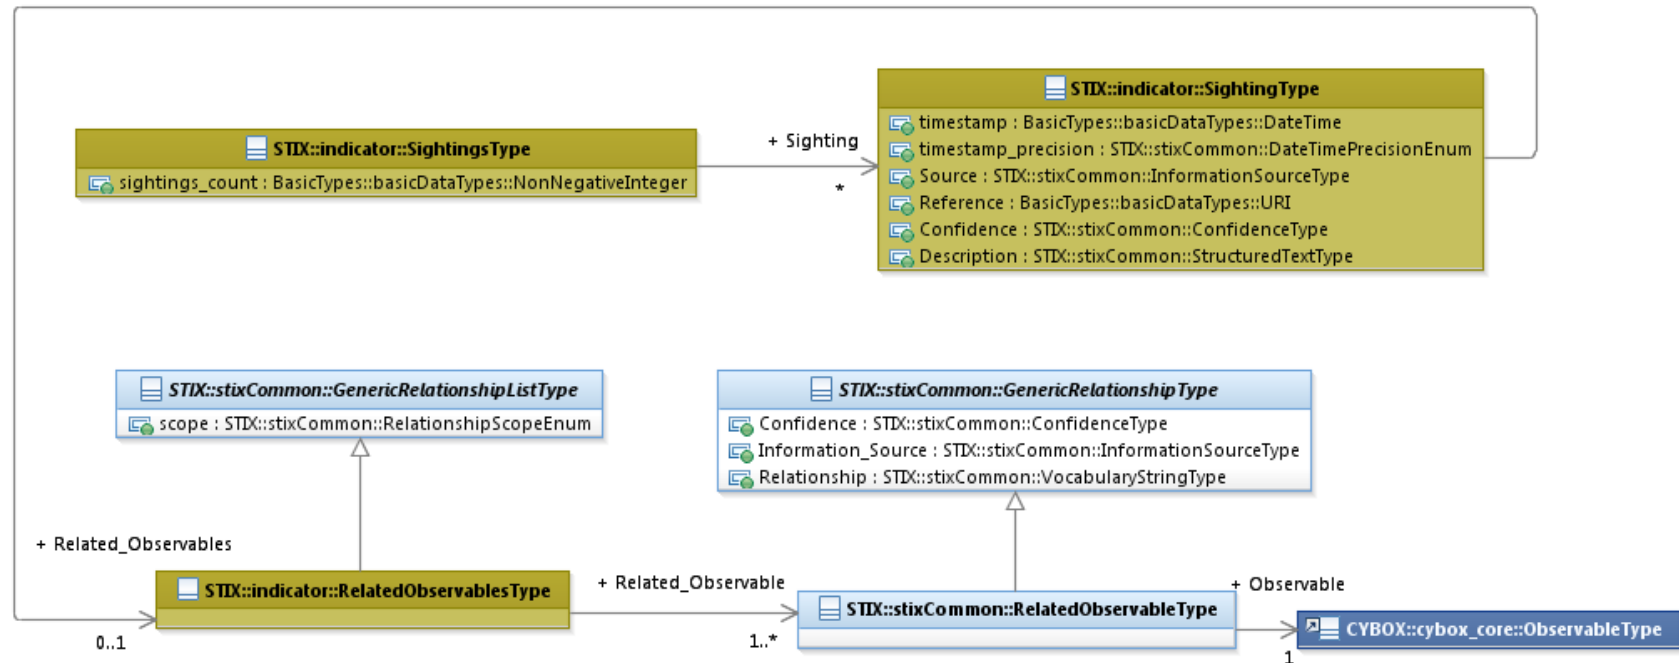 STIX::indicator::SightingType
timestamp : BasicTypes::basicDataTypes::DateTime
timestamp_precision : STIX::stixCommon::DateTimePrecisionEnum
Source : STIX::stixCommon::InformationSourceType
Reference : BasicTypes::basicDataTypes::URI
Confidence : STIX::stixCommon::ConfidenceType
Description : STIX::stixCommon::StructuredTextType
STIX::indicator::SightingsType
sightings_count : BasicTypes::basicDataTypes::NonNegativeInteger
+ Sighting
*
STIX::stixCommon::GenericRelationshipListType
scope : STIX::stixCommon::RelationshipScopeEnum
STIX::stixCommon::GenericRelationshipType
Confidence : STIX::stixCommon::ConfidenceType
Information_Source : STIX::stixCommon::InformationSourceType
Relationship : STIX::stixCommon::VocabularyStringType
+ Related_Observables
0..1
STIX::indicator::RelatedObservablesType
+ Related_Observable
1..*
STIX::stixCommon::RelatedObservableType
+ Observable
1
CYBOX::cybox_core::ObservableType